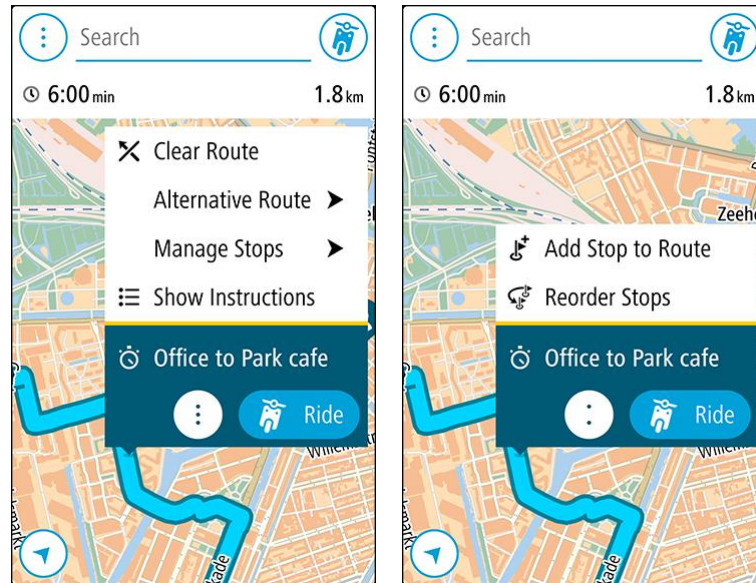 Search
6:00 min 1.8 km
Clear Route
Alternative Route
Manage Stops
Show Instructions
Office to Park cafe
Ride
Search
6:00 min 1.8 km
Zeeh
Add Stop to Route
Reorder Stops
Office to Park cafe
Ride